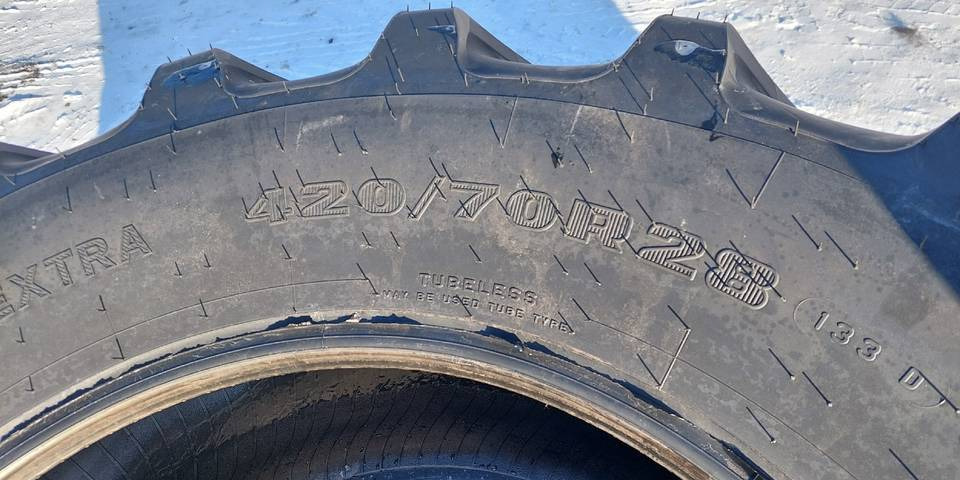 EXTRA
420/70R28
(133 D)
TUBELESS
MAY BE USED TUBE TYPE